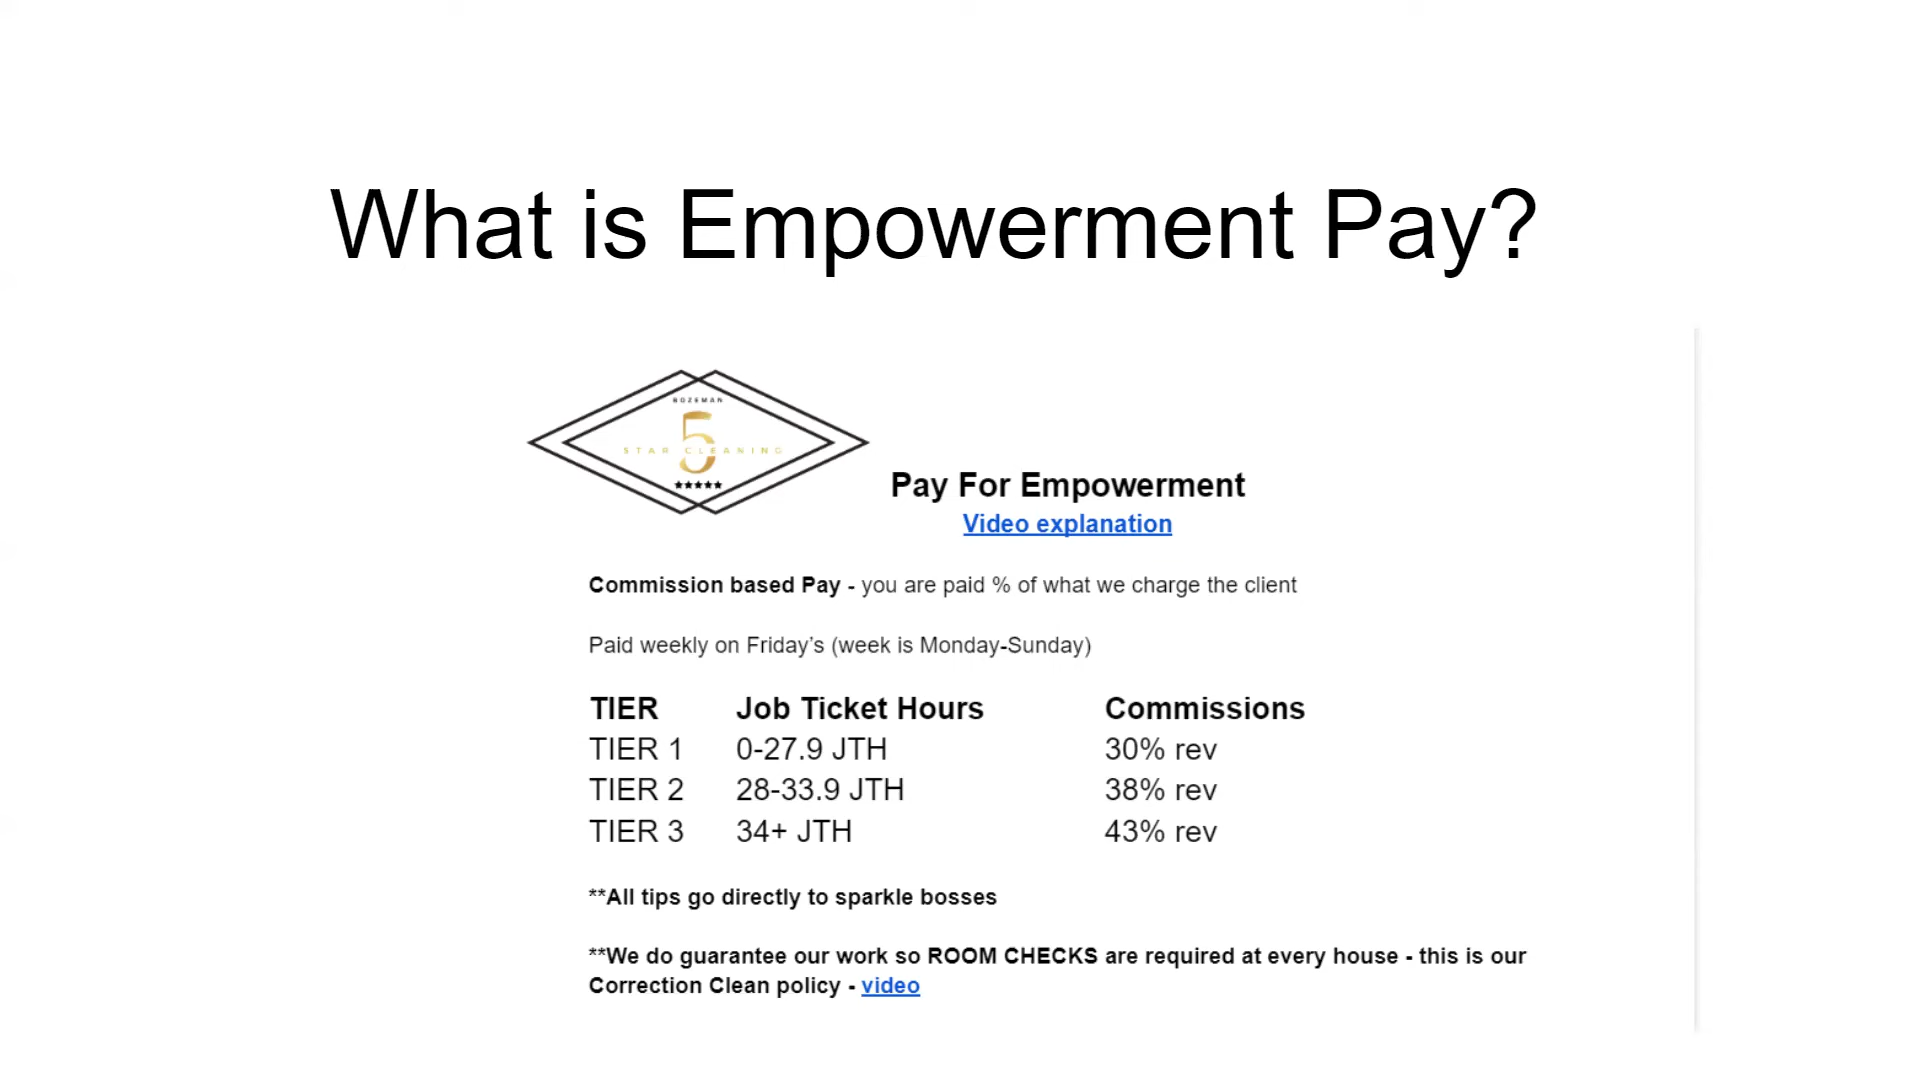 What is Empowerment Pay?
BOZEMAN
5
STAR CLEANING
★★★★★
Pay For Empowerment
Video explanation
Commission based Pay - you are paid % of what we charge the client
Paid weekly on Friday’s (week is Monday-Sunday)
TIER Job Ticket Hours Commissions
TIER 1 0-27.9 JTH 30% rev
TIER 2 28-33.9 JTH 38% rev
TIER 3 34+ JTH 43% rev
**All tips go directly to sparkle bosses
**We do guarantee our work so ROOM CHECKS are required at every house - this is our
Correction Clean policy - video